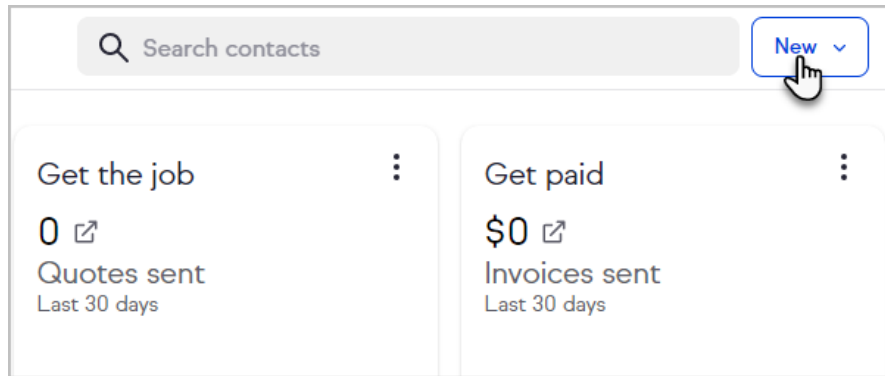 Search contacts
New
Get the job
0
Quotes sent
Last 30 days
Get paid
$0
Invoices sent
Last 30 days